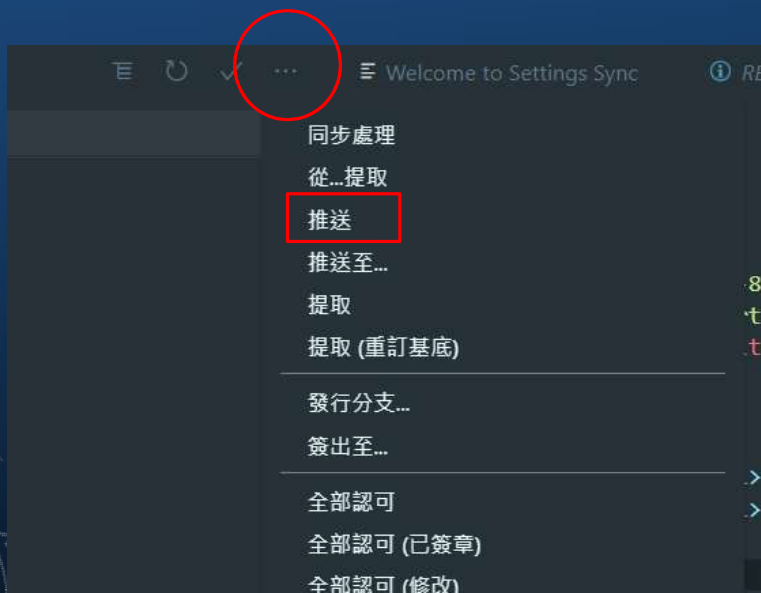 … Welcome to Settings Sync RE
同步處理
從...提取
推送
推送至...
提取
8
提取 (重訂基底)
發行分支...
簽出至...
全部認可
全部認可 (已簽章)
全部認可 (修改)